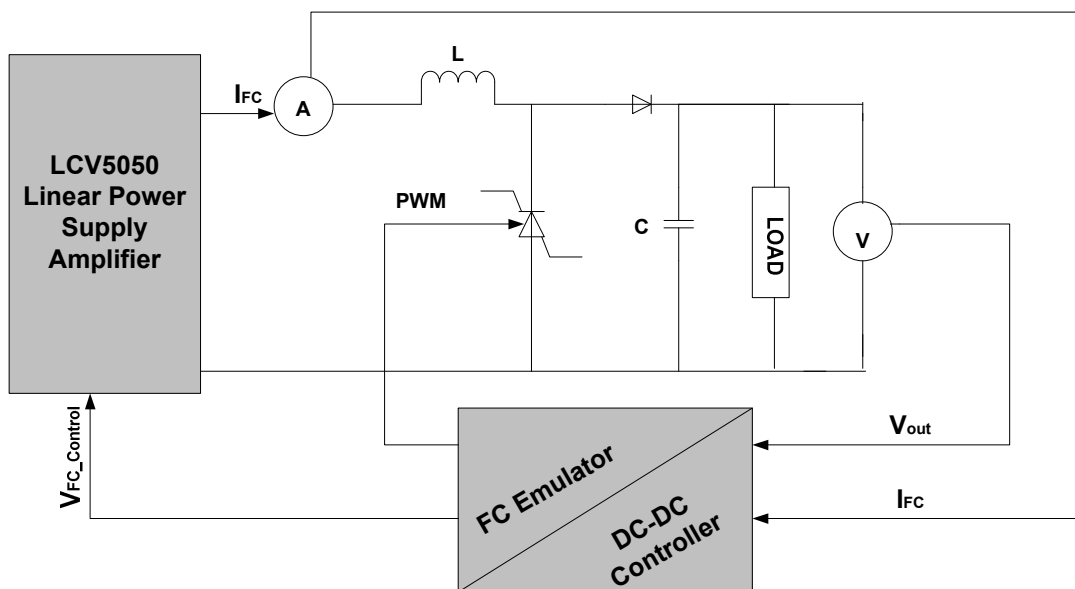 LCV5050
Linear Power
Supply
Amplifier
IFC
A
L
PWM
C
LOAD
V
VFC_Control
FC Emulator
DC-DC
Controller
Vout
IFC